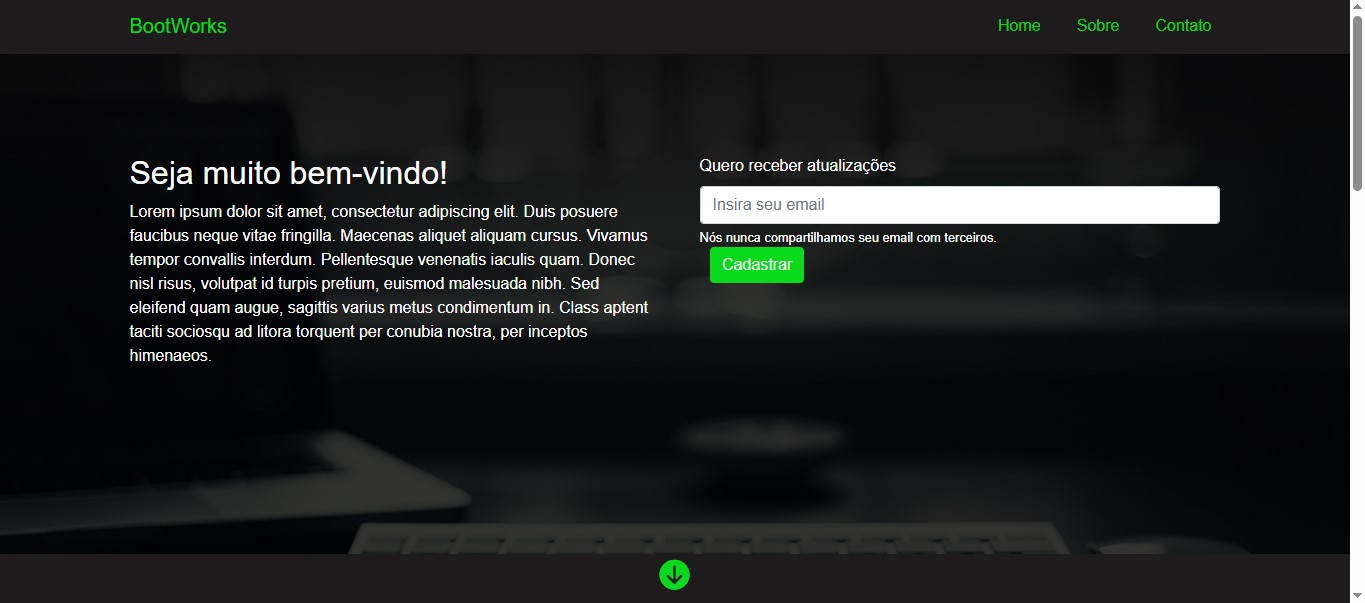 BootWorks
Home Sobre Contato
Seja muito bem-vindo!
Lorem ipsum dolor sit amet, consectetur adipiscing elit. Duis posuere
faucibus neque vitae fringilla. Maecenas aliquet aliquam cursus. Vivamus
tempor convallis interdum. Pellentesque venenatis iaculis quam. Donec
nisl risus, volutpat id turpis pretium, euismod malesuada nibh. Sed
eleifend quam augue, sagittis varius metus condimentum in. Class aptent
taciti sociosqu ad litora torquent per conubia nostra, per inceptos
himenaeos.
Quero receber atualizações
Insira seu email
Nós nunca compartilhamos seu email com terceiros.
Cadastrar